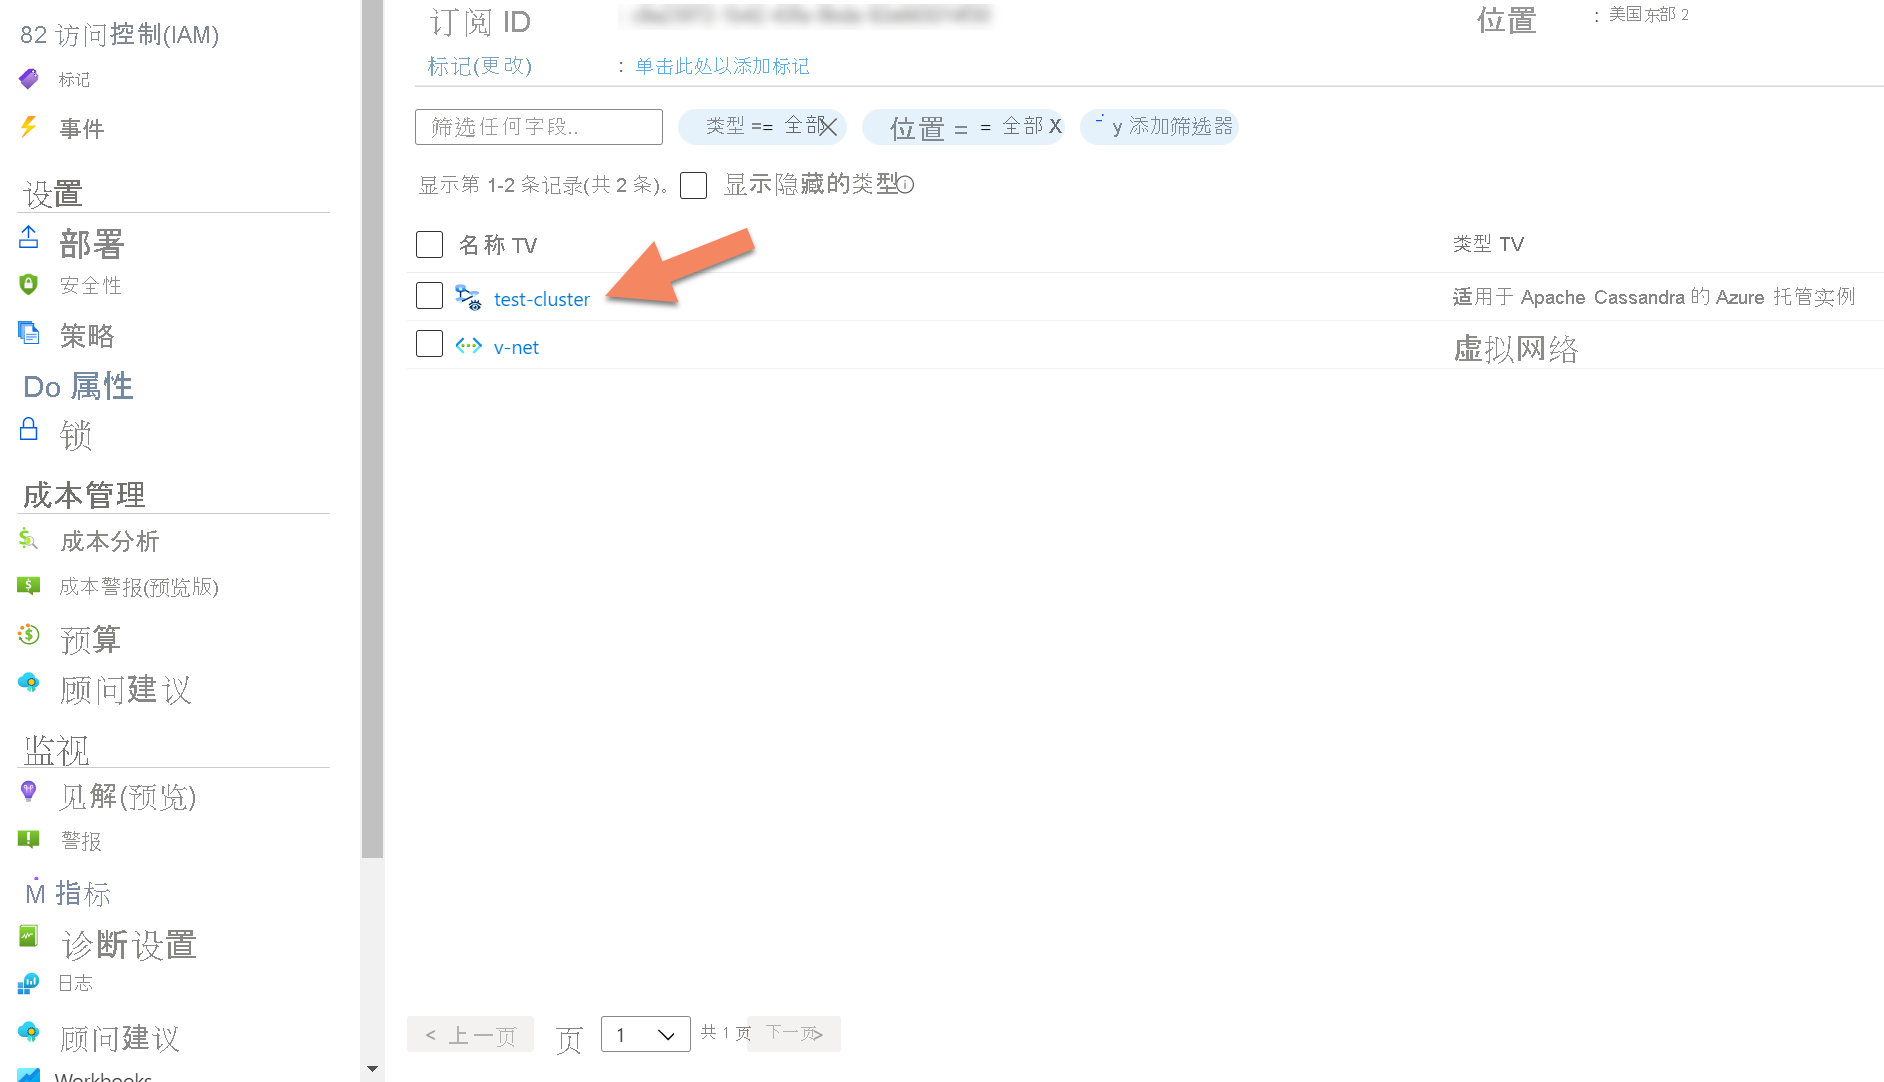 82 访问控制(IAM)
标记
事件
设置
部署
安全性
策略
Do 属性
锁
成本管理
成本分析
成本警报(预览版)
预算
顾问建议
监视
见解(预览)
警报
M 指标
诊断设置
日志
顾问建议
Workbooks
订阅 ID :
位置 : 美国东部 2
标记(更改) : 单击此处以添加标记
筛选任何字段..
类型 == 全部 X
位置 = = 全部 X
y 添加筛选器
显示第 1-2 条记录(共 2 条)。 显示隐藏的类型
名称 TV 类型 TV
test-cluster 适用于 Apache Cassandra 的 Azure 托管实例
v-net 虚拟网络
< 上一页 页 1 共 1 页 下一页>